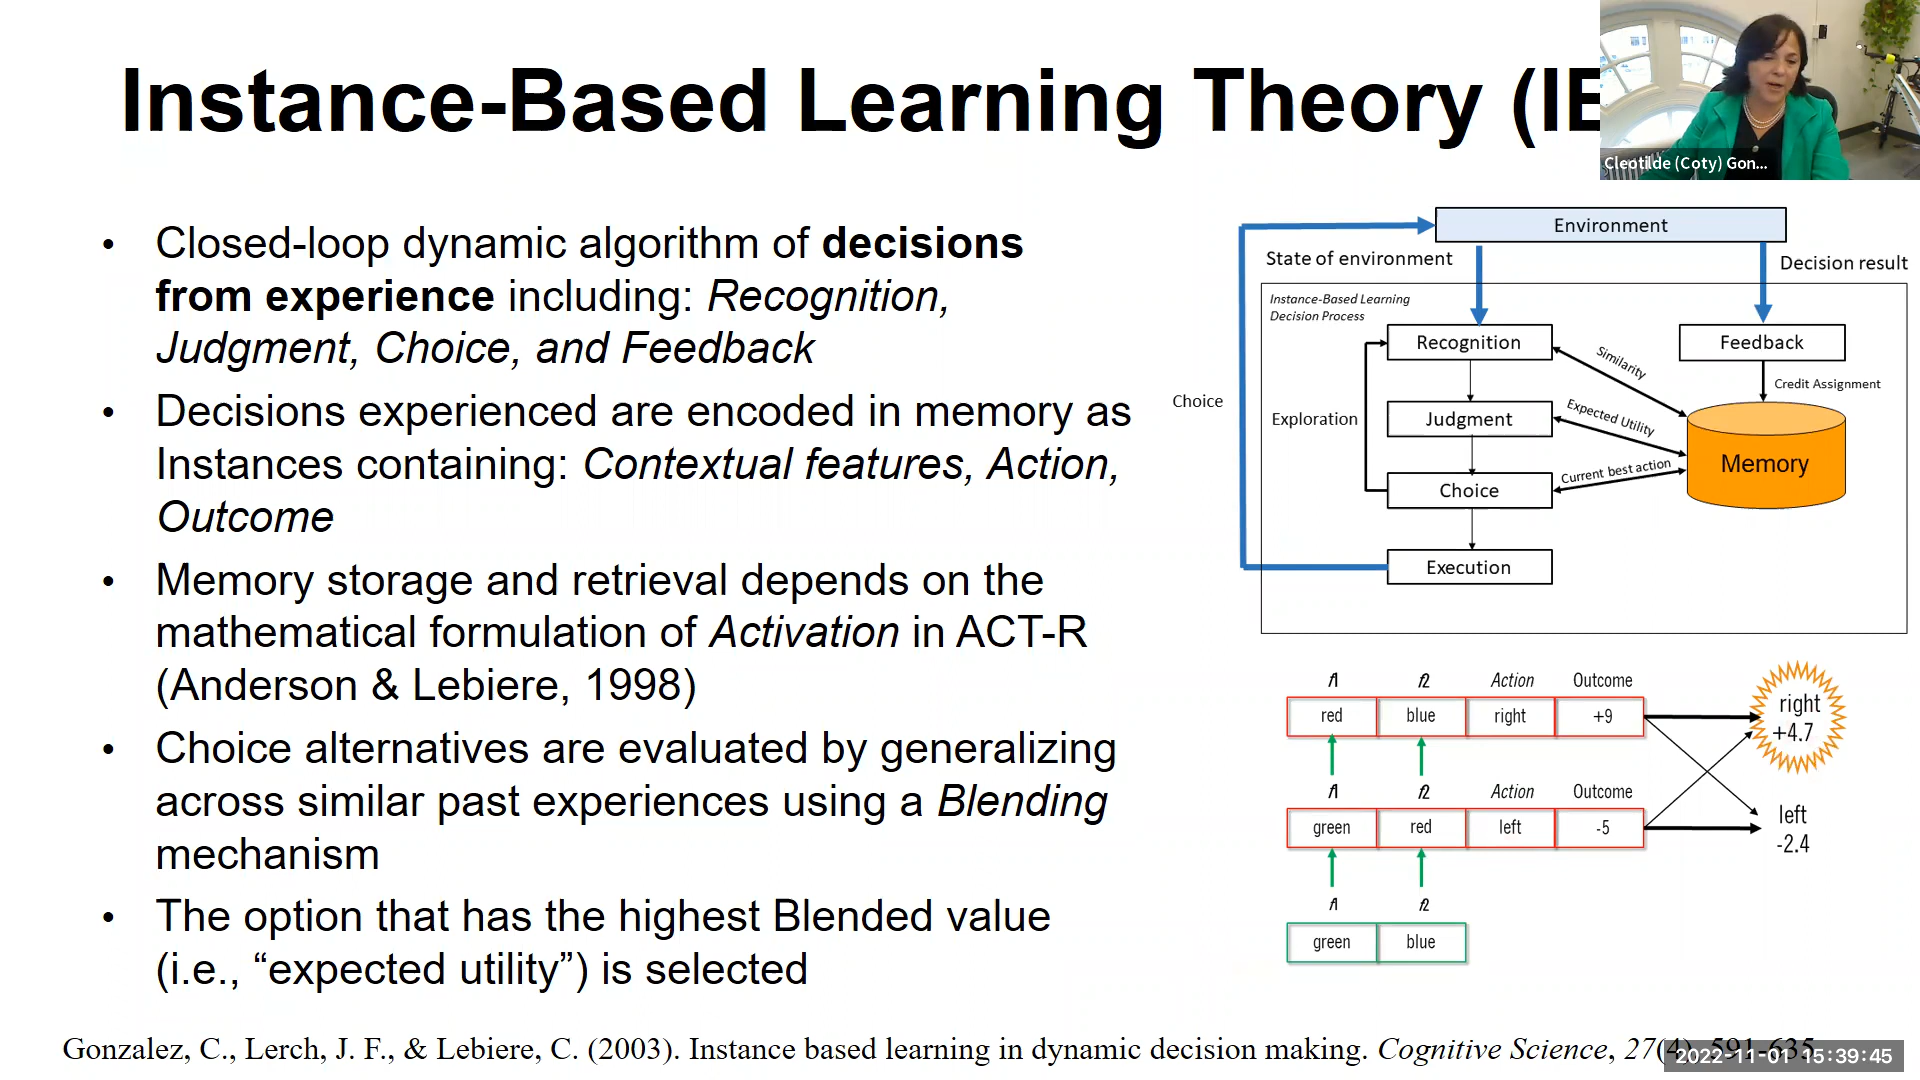 Instance-Based Learning Theory (IB
Cleotilde (Coty) Gon...
• Closed-loop dynamic algorithm of decisions
from experience including: Recognition,
Judgment, Choice, and Feedback
• Decisions experienced are encoded in memory as
Instances containing: Contextual features, Action,
Outcome
• Memory storage and retrieval depends on the
mathematical formulation of Activation in ACT-R
(Anderson & Lebiere, 1998)
• Choice alternatives are evaluated by generalizing
across similar past experiences using a Blending
mechanism
• The option that has the highest Blended value
(i.e., “expected utility”) is selected
Environment
State of environment
Decision result
Instance-Based Learning
Decision Process
Recognition
Feedback
Similarity
Credit Assignment
Choice
Exploration
Judgment
Expected Utility
Memory
Choice
Current best action
Execution
f1 f2 Action Outcome
red blue right +9
right
+4.7
f1 f2 Action Outcome
green red left -5
left
-2.4
f1 f2
green blue
Gonzalez, C., Lerch, J. F., & Lebiere, C. (2003). Instance based learning in dynamic decision making. Cognitive Science, 27(4), 591-635
2022-11-01 15:39:45